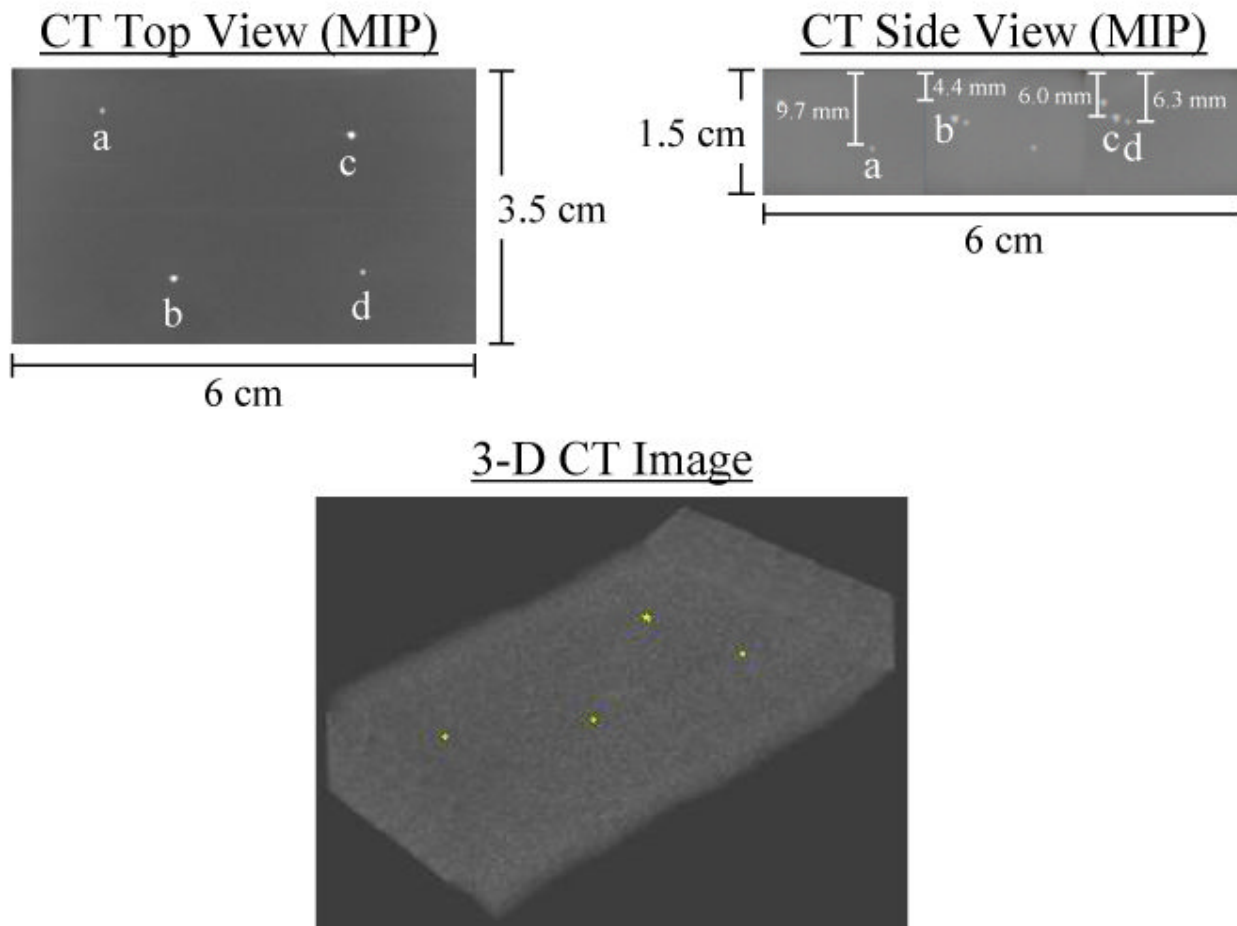 CT Top View (MIP)
a
c
b
d
3.5 cm
6 cm
CT Side View (MIP)
1.5 cm
9.7 mm
4.4 mm
6.0 mm
6.3 mm
b
a
c
d
6 cm
3-D CT Image